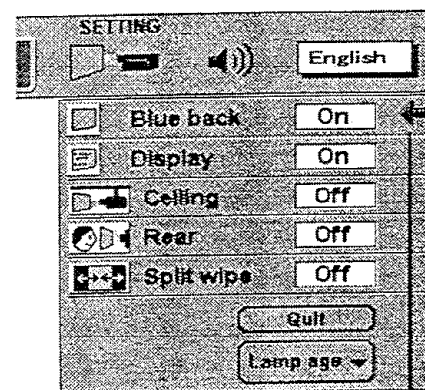 SETTING
English
Blue back On
Display On
Ceiling Off
Rear Off
Split wipe Off
Quit
Lamp age